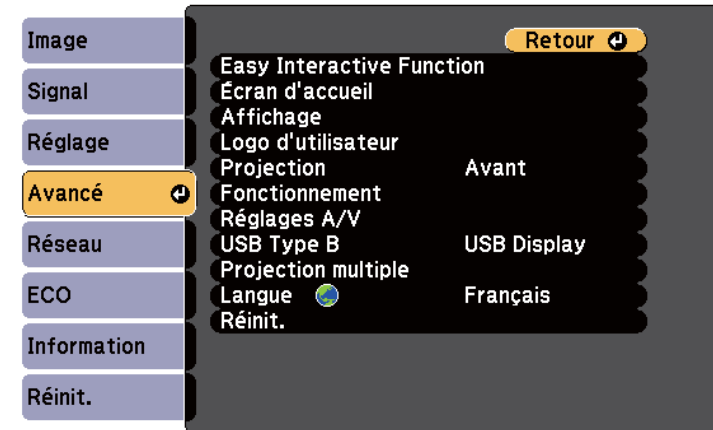 Image
Signal
Réglage
Avancé
Réseau
ECO
Information
Réinit.
Retour
Easy Interactive Function
Écran d'accueil
Affichage
Logo d'utilisateur
Projection Avant
Fonctionnement
Réglages A/V
USB Type B USB Display
Projection multiple
Langue Français
Réinit.